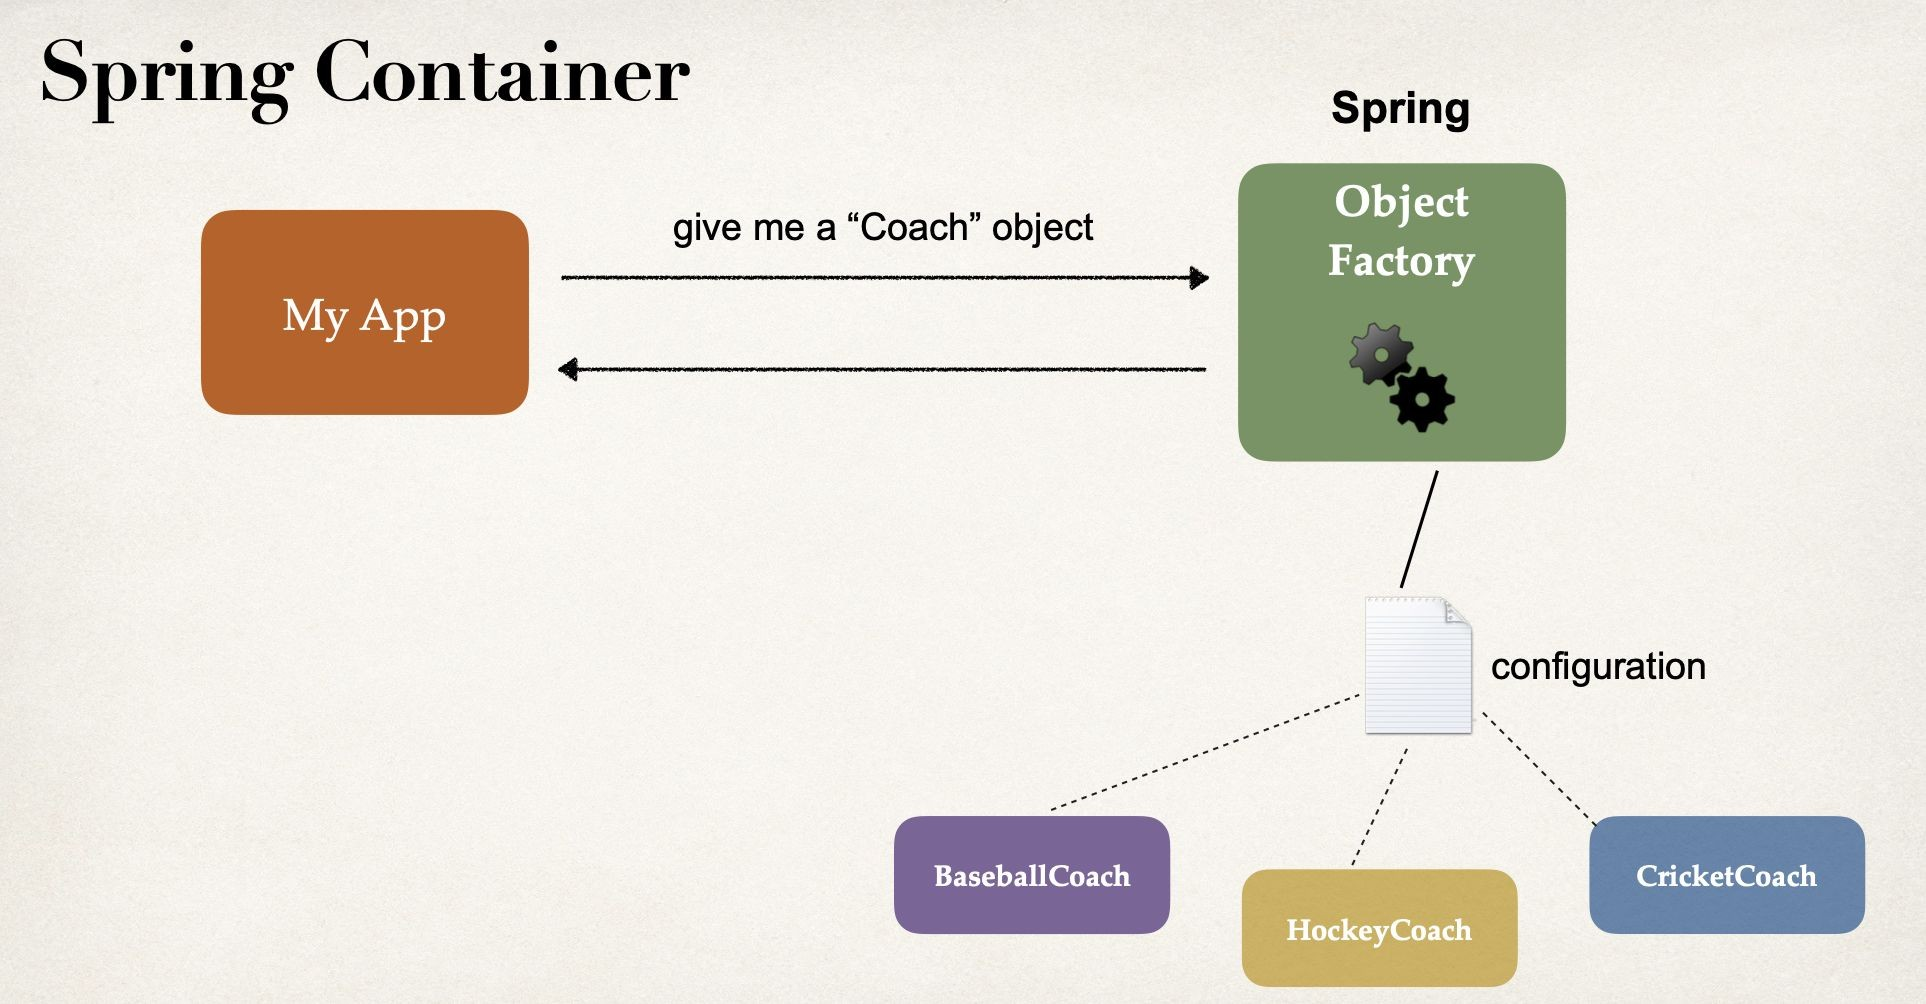 Spring Container
Spring
Object
Factory
give me a “Coach” object
My App
configuration
BaseballCoach
HockeyCoach
CricketCoach